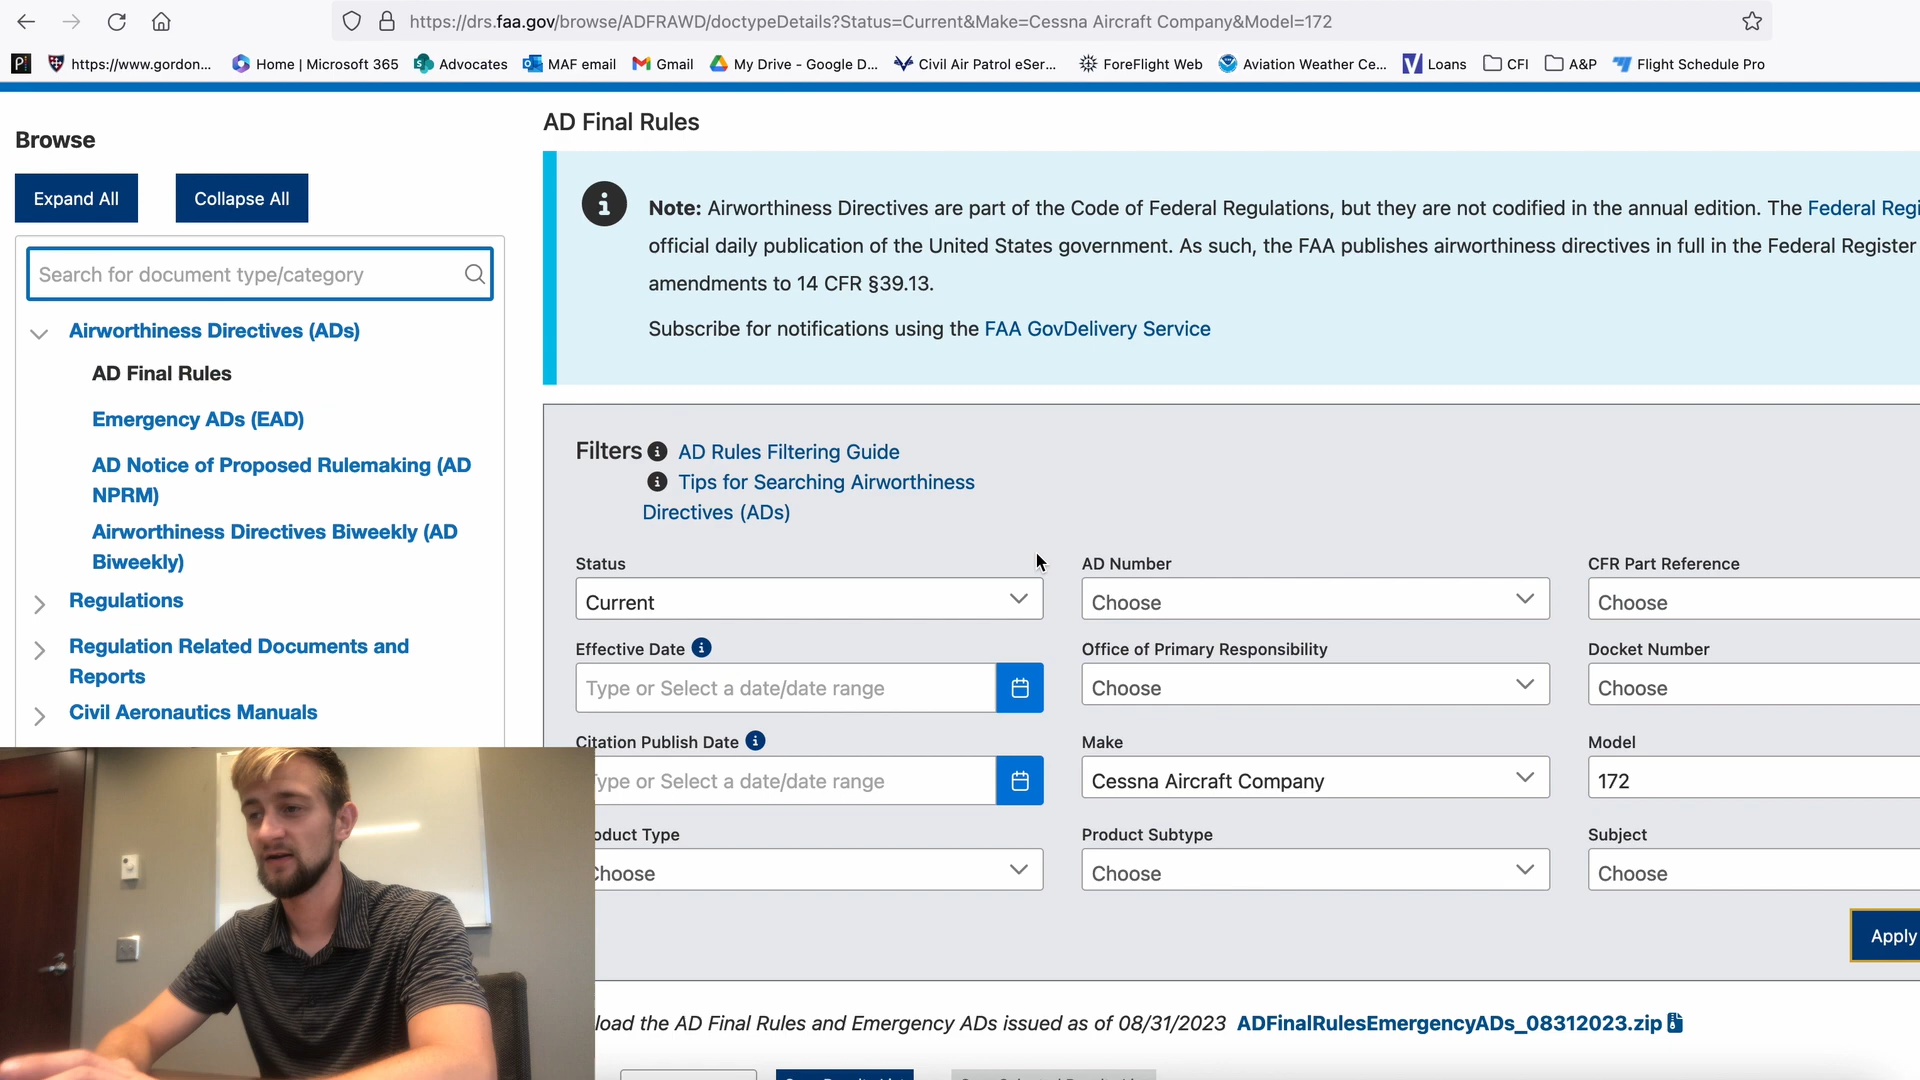 https://drs.faa.gov/browse/ADFRAWD/doctypeDetails?Status=Current&Make=Cessna Aircraft Company&Model=172
https://www.gordon... Home | Microsoft 365 Advocates MAF email Gmail My Drive - Google D... Civil Air Patrol eSer... ForeFlight Web Aviation Weather Ce... Loans CFI A&P Flight Schedule Pro
Browse
Expand All Collapse All
Search for document type/category
Airworthiness Directives (ADs)
AD Final Rules
Emergency ADs (EAD)
AD Notice of Proposed Rulemaking (AD
NPRM)
Airworthiness Directives Biweekly (AD
Biweekly)
Regulations
Regulation Related Documents and
Reports
Civil Aeronautics Manuals
AD Final Rules
Note: Airworthiness Directives are part of the Code of Federal Regulations, but they are not codified in the annual edition. The Federal Regi
official daily publication of the United States government. As such, the FAA publishes airworthiness directives in full in the Federal Register
amendments to 14 CFR §39.13.
Subscribe for notifications using the FAA GovDelivery Service
Filters AD Rules Filtering Guide
Tips for Searching Airworthiness
Directives (ADs)
Status AD Number CFR Part Reference
Current Choose Choose
Effective Date Office of Primary Responsibility Docket Number
Type or Select a date/date range Choose Choose
Citation Publish Date Make Model
ype or Select a date/date range Cessna Aircraft Company 172
oduct Type Product Subtype Subject
hoose Choose Choose
Apply
load the AD Final Rules and Emergency ADs issued as of 08/31/2023 ADFinalRulesEmergencyADs_08312023.zip